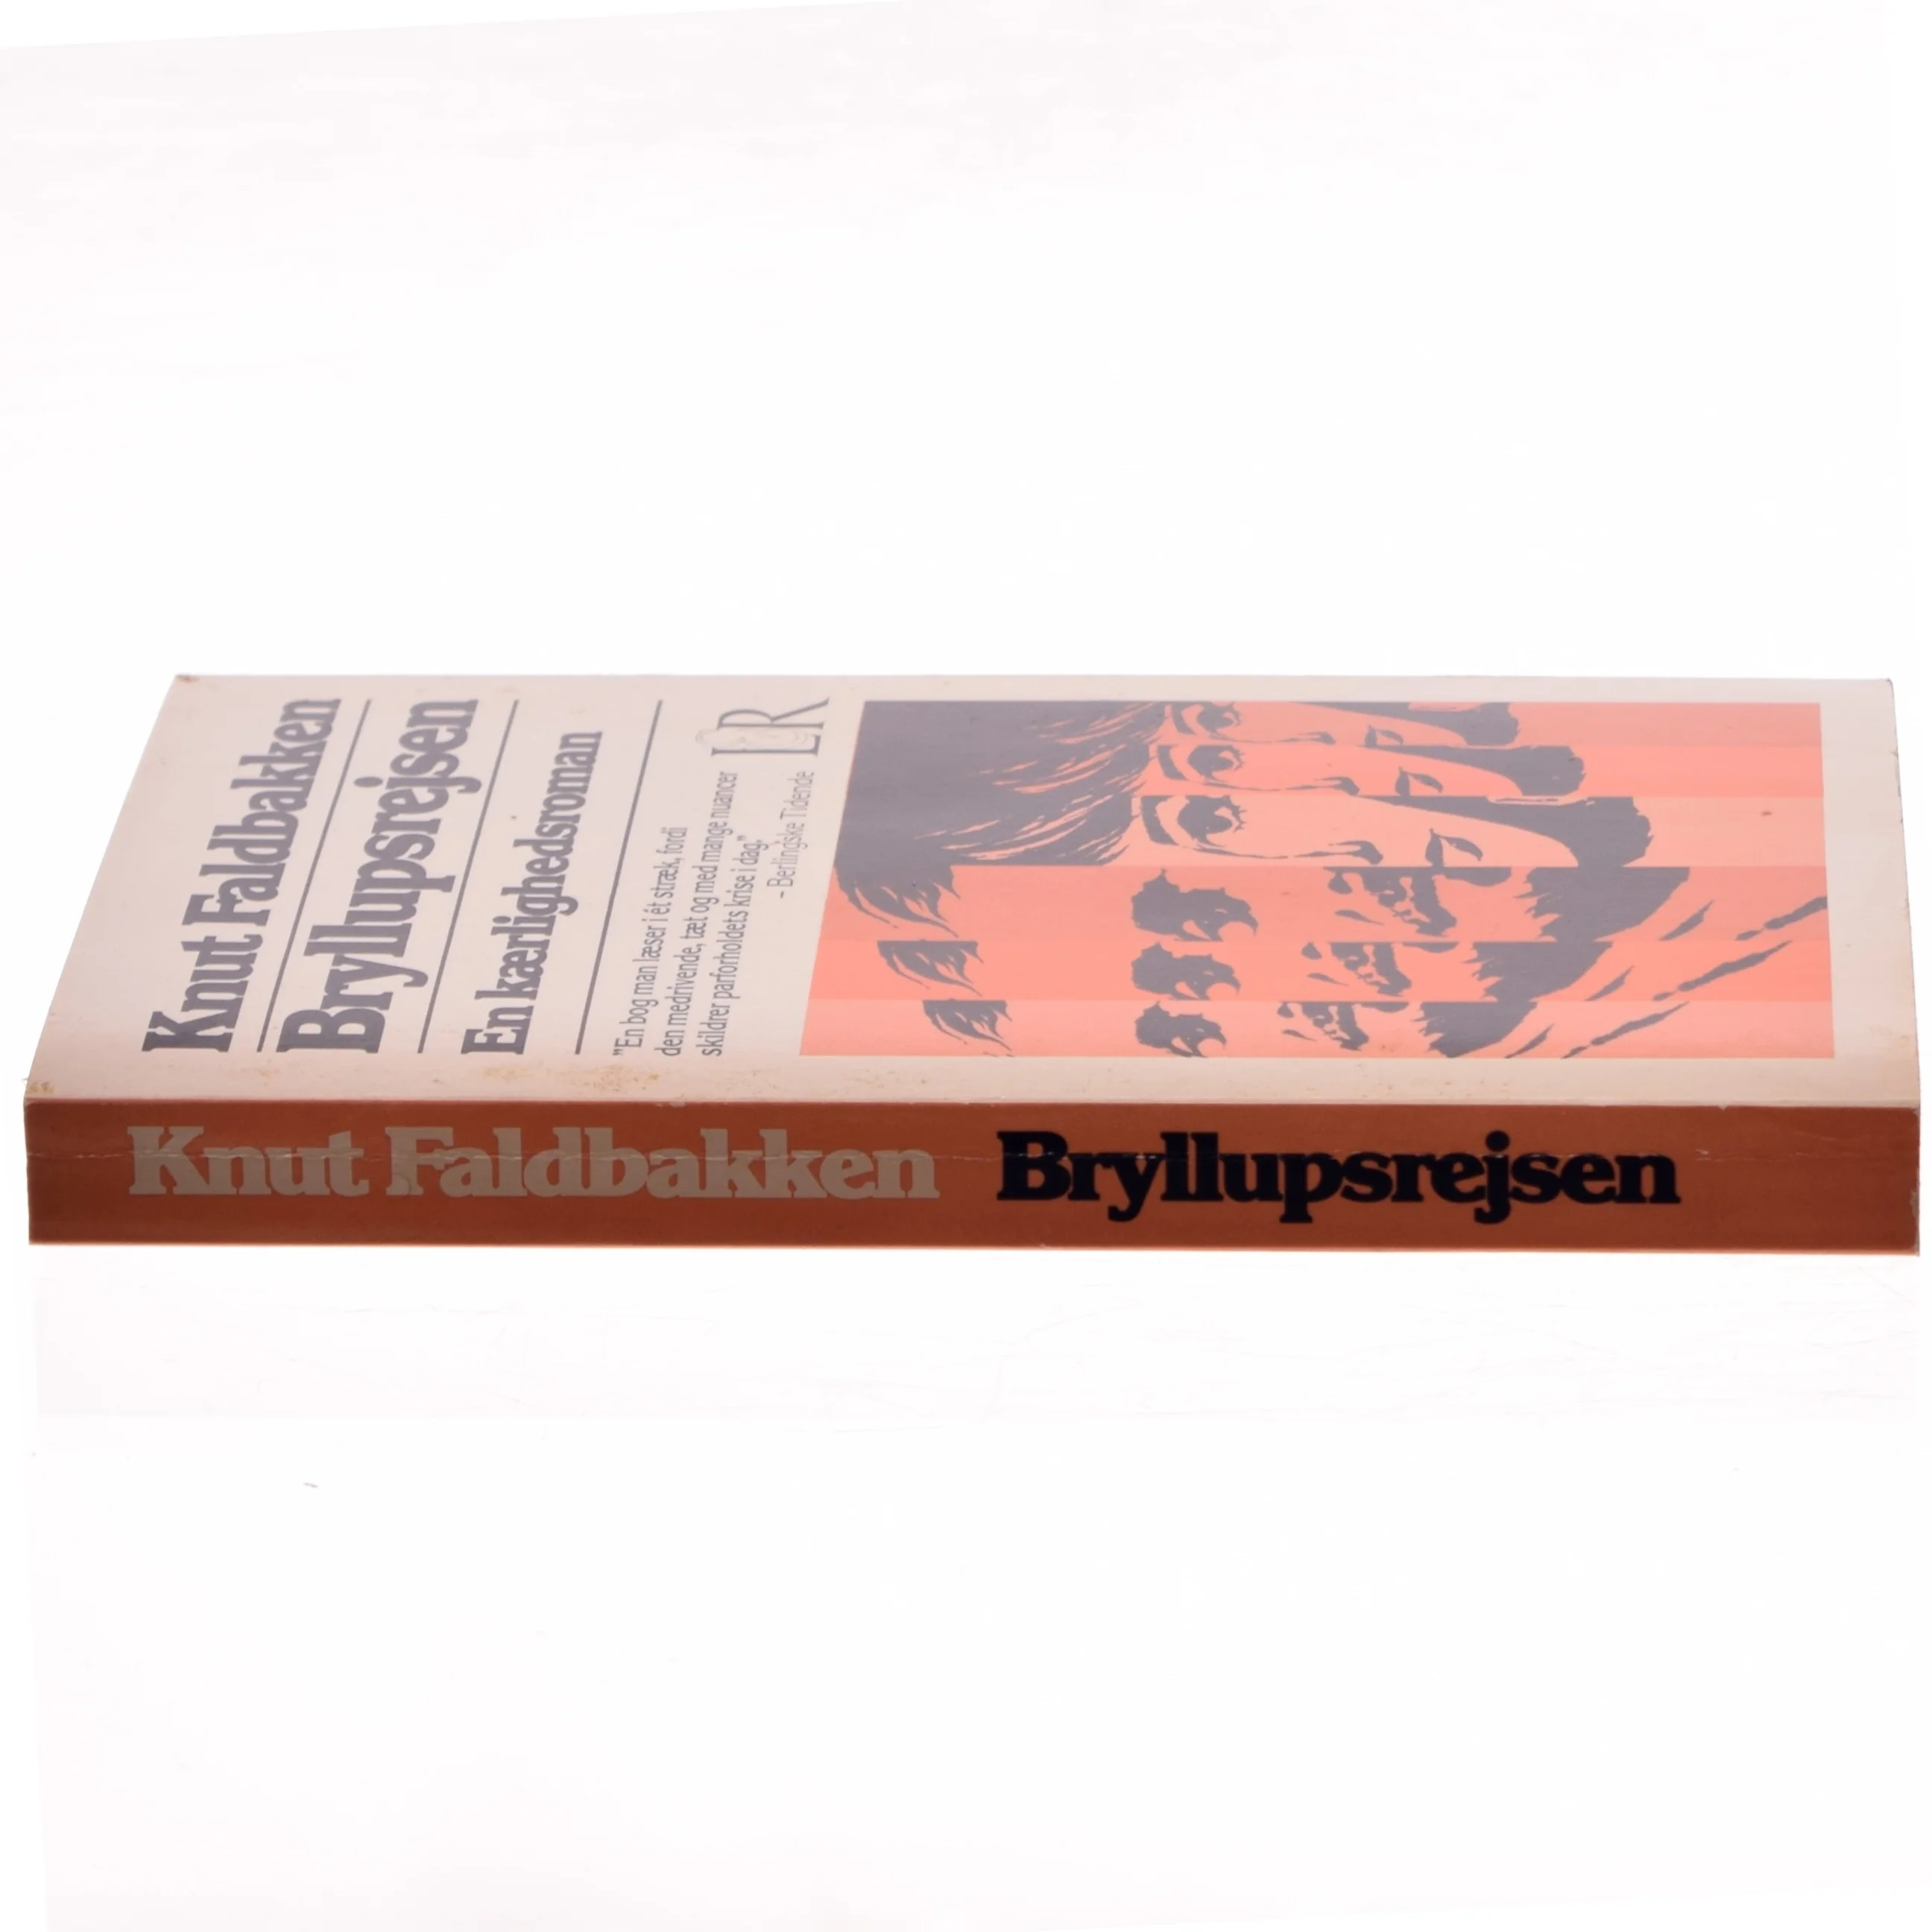 Knut Faldbakken
Bryllupsrejsen
En kærlighedsroman
"En bog man læser i ét stræk, fordi
den medrivende, tæt og med mange nuancer
skildrer parforholdets krise i dag."
– Berlingske Tidende
LR
Knut Faldbakken Bryllupsrejsen